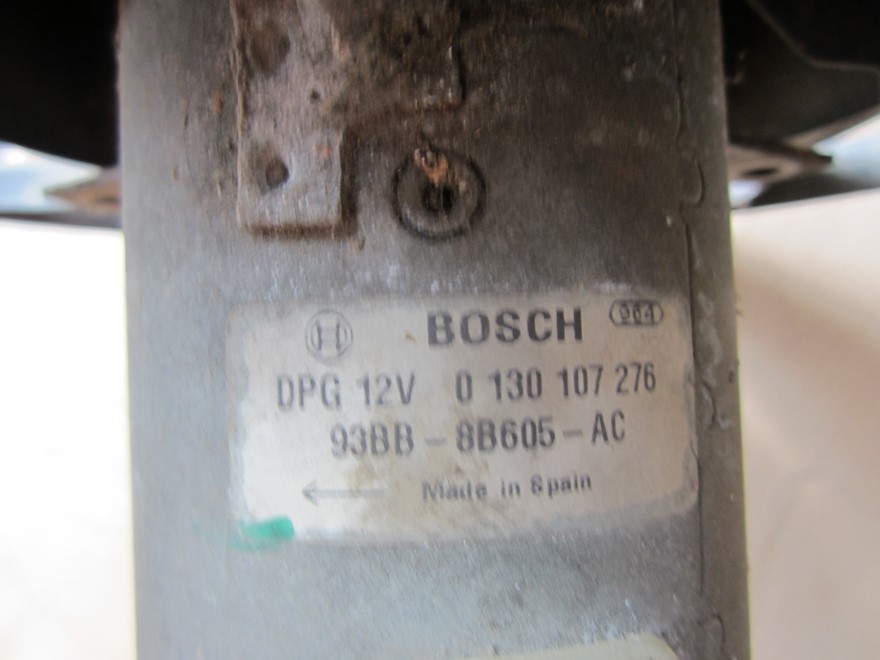 BOSCH 964
DPG 12V 0 130 107 276
93BB-8B605-AC
Made in Spain